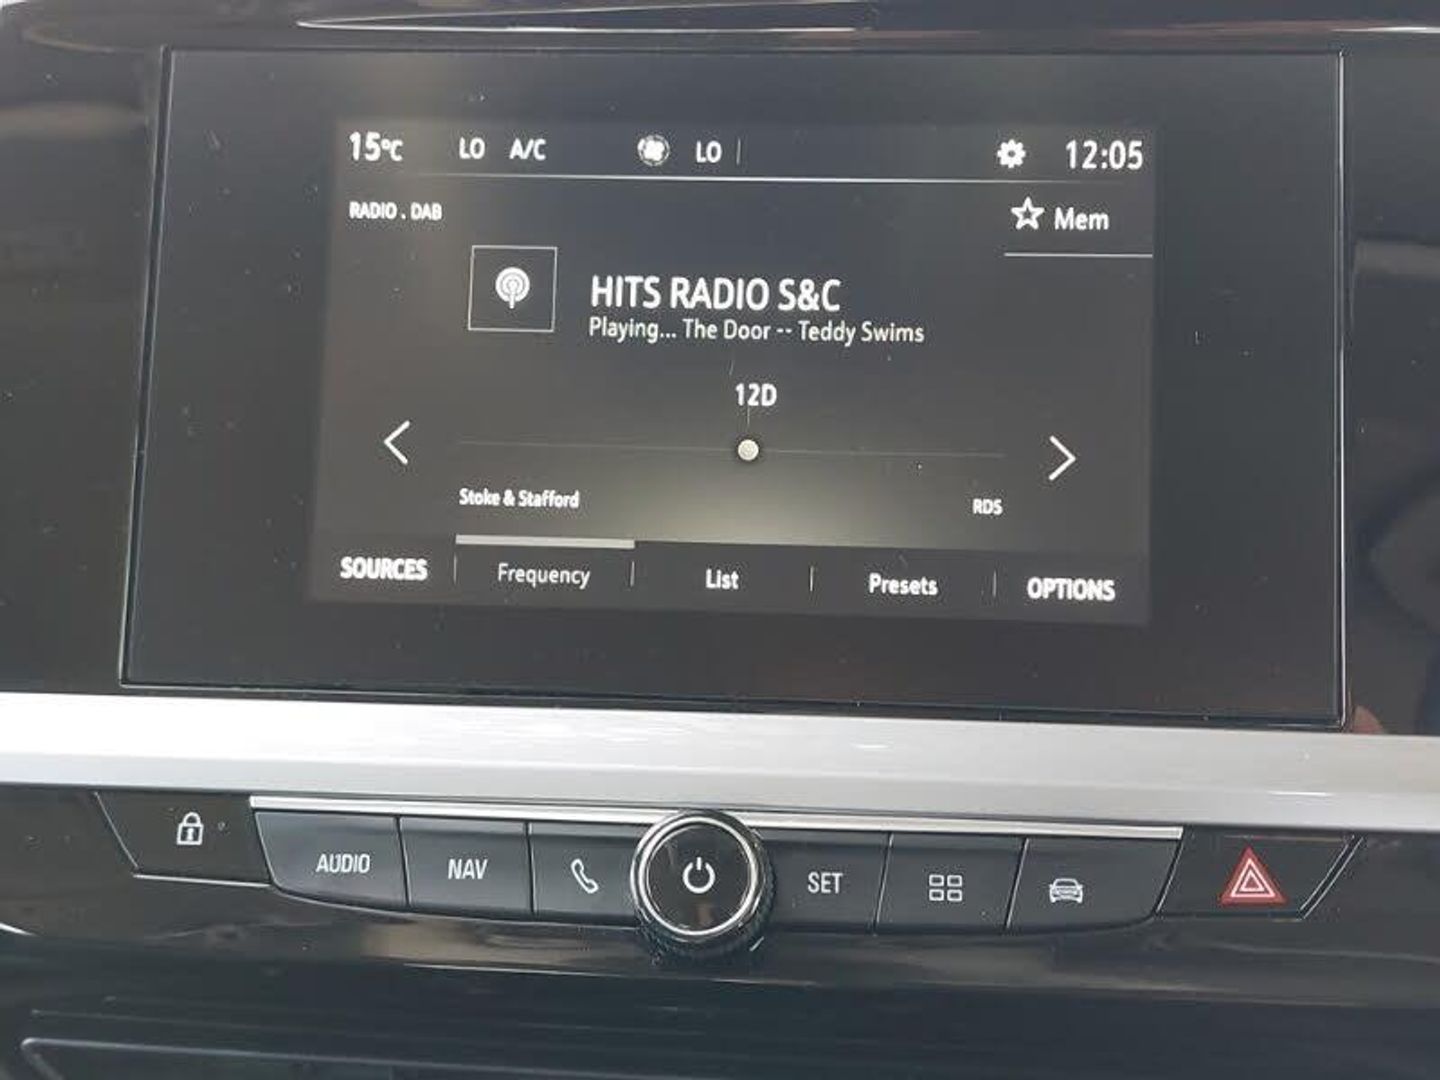 15°C LO A/C LO 12:05
RADIO . DAB
Mem
HITS RADIO S&C
Playing... The Door -- Teddy Swims
12D
Stoke & Stafford RDS
SOURCES Frequency List Presets OPTIONS
AUDIO NAV SET